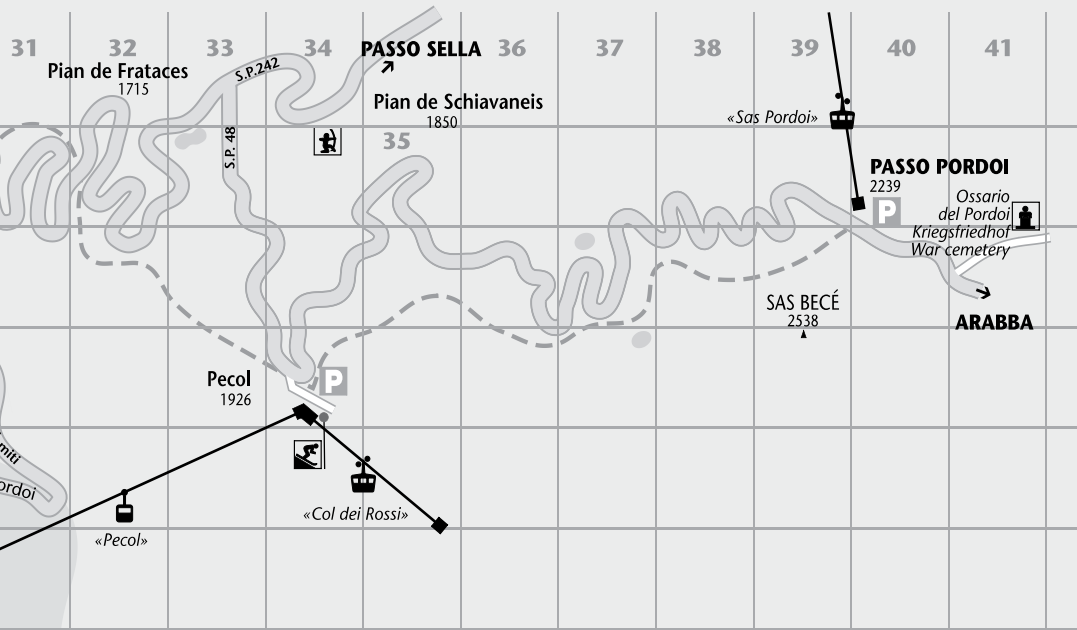 31 32 33 34 36 37 38 39 40 41
PASSO SELLA
S.P.242
Pian de Frataces
1715
Pian de Schiavaneis
1850
«Sas Pordoi»
S.P. 48
35
PASSO PORDOI
2239
P
Ossario
del Pordoi
Kriegsfriedhof
War cemetery
SAS BECÉ
2538
ARABBA
Pecol
1926
P
miti
ordoi
«Col dei Rossi»
«Pecol»